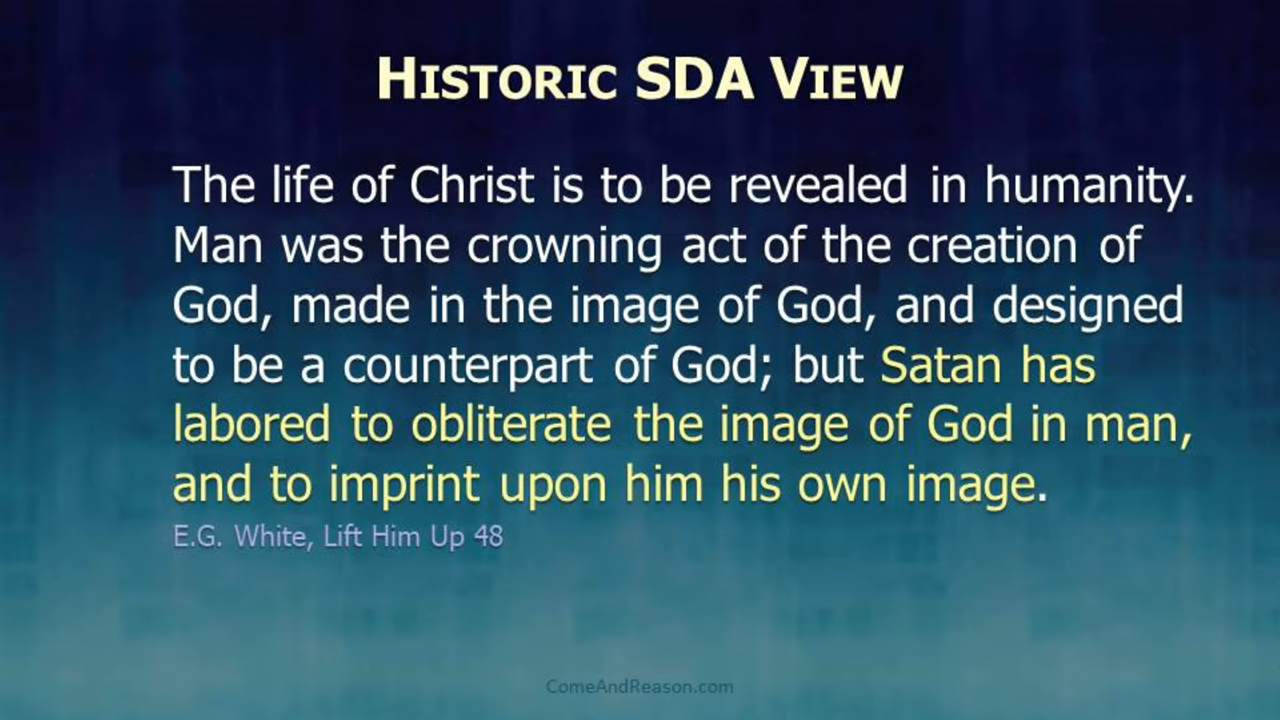 HISTORIC SDA VIEW
The life of Christ is to be revealed in humanity.
Man was the crowning act of the creation of
God, made in the image of God, and designed
to be a counterpart of God; but Satan has
labored to obliterate the image of God in man,
and to imprint upon him his own image.
E.G. White, Lift Him Up 48
ComeAndReason.com